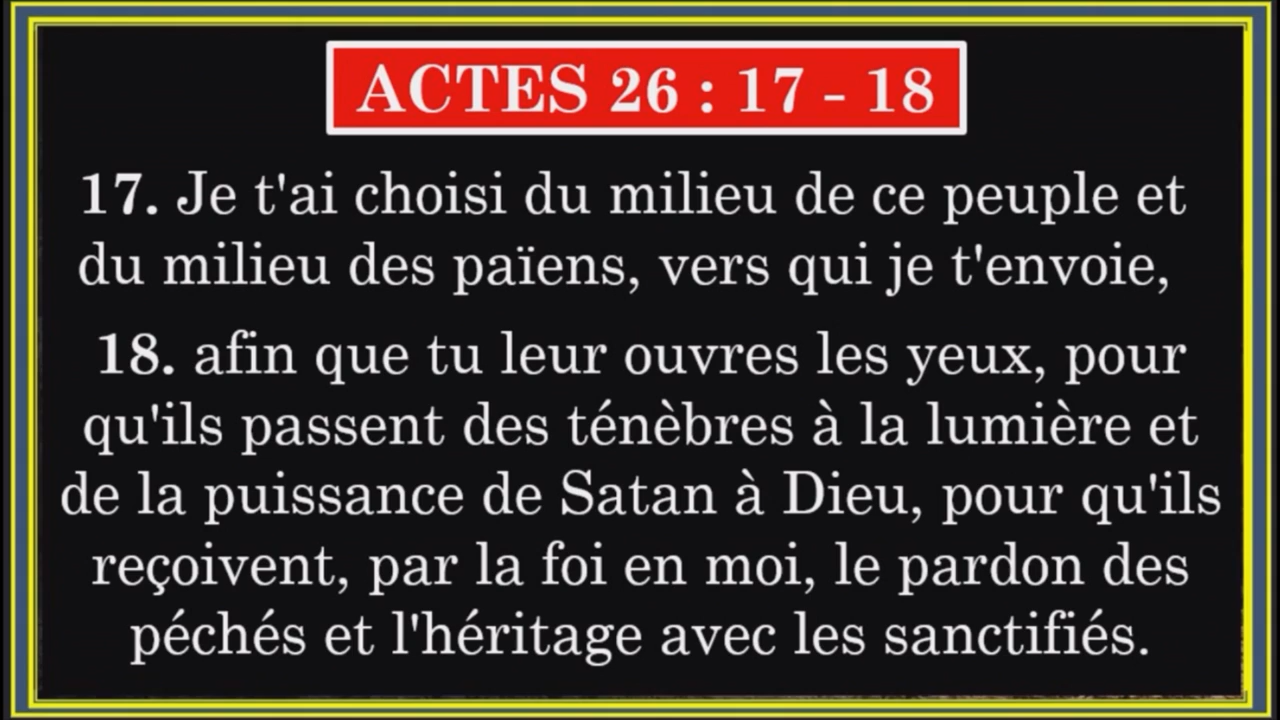 ACTES 26 : 17 - 18
17. Je t'ai choisi du milieu de ce peuple et
du milieu des païens, vers qui je t'envoie,
18. afin que tu leur ouvres les yeux, pour
qu'ils passent des ténèbres à la lumière et
de la puissance de Satan à Dieu, pour qu'ils
reçoivent, par la foi en moi, le pardon des
péchés et l'héritage avec les sanctifiés.